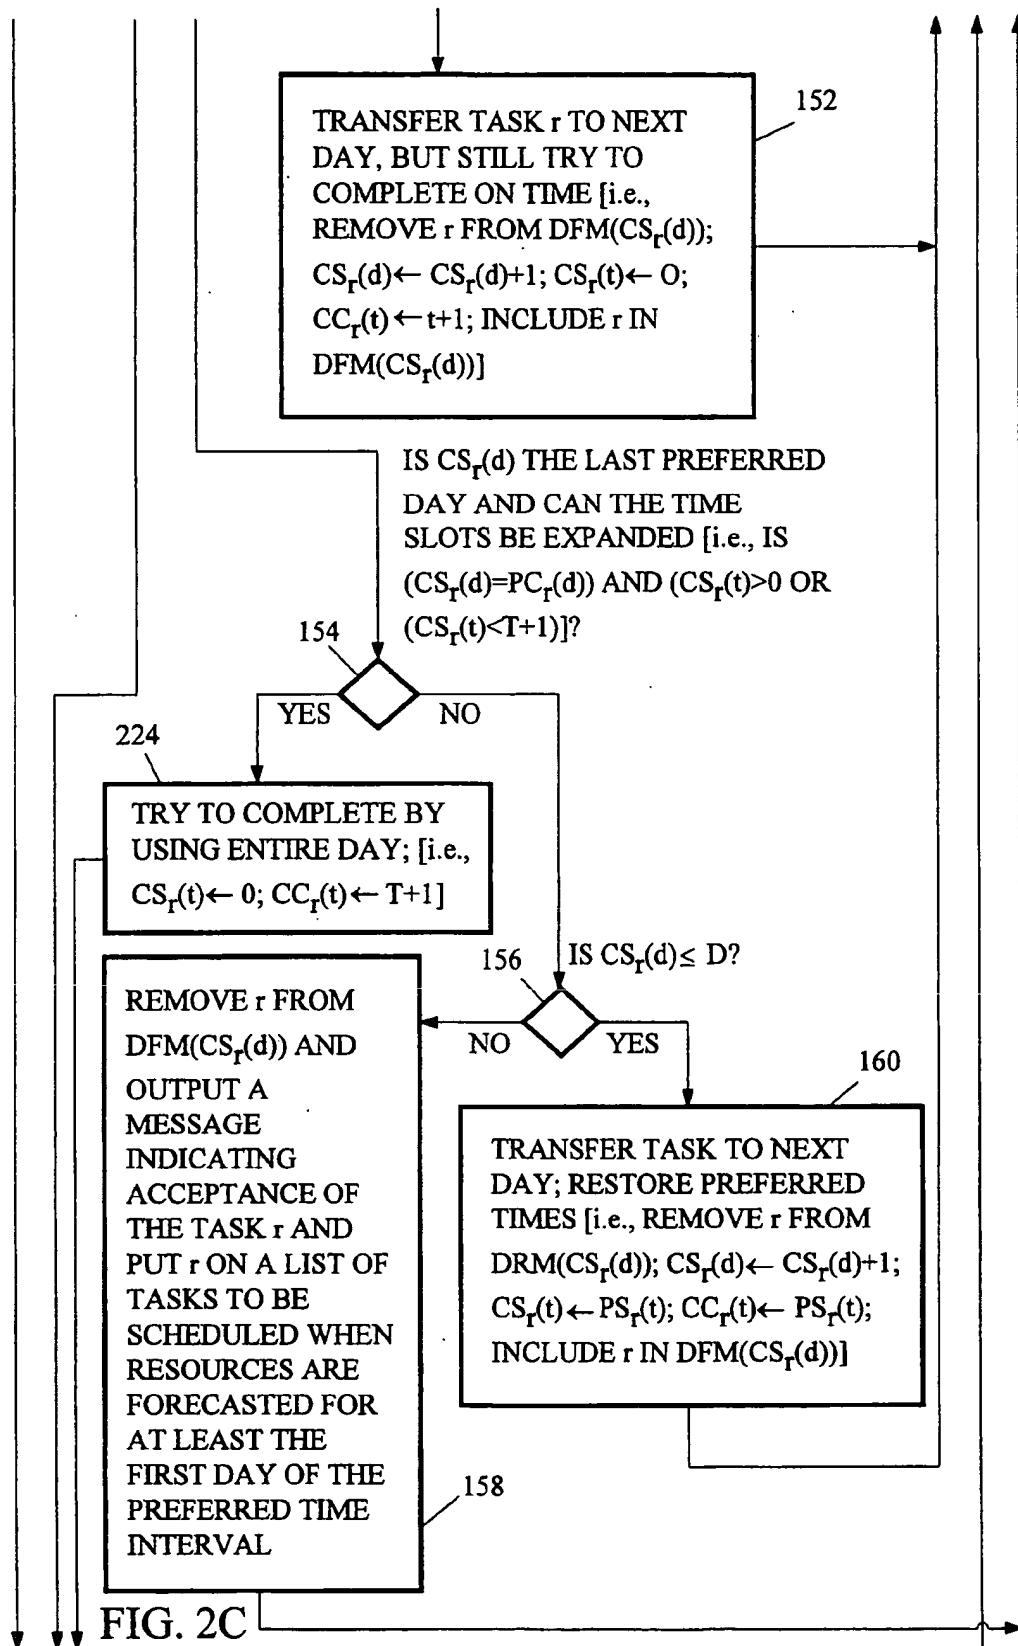 152
TRANSFER TASK r TO NEXT
DAY, BUT STILL TRY TO
COMPLETE ON TIME [i.e.,
REMOVE r FROM DFM(CSr(d));
CSr(d)← CSr(d)+1; CSr(t)← O;
CCr(t)←t+1; INCLUDE r IN
DFM(CSr(d))]
IS CSr(d) THE LAST PREFERRED
DAY AND CAN THE TIME
SLOTS BE EXPANDED [i.e., IS
(CSr(d)=PCr(d)) AND (CSr(t)>0 OR
(CSr(t)<T+1)]?
154
YES
NO
224
TRY TO COMPLETE BY
USING ENTIRE DAY; [i.e.,
CSr(t)← 0; CCr(t)← T+1]
156
IS CSr(d)≤ D?
NO
YES
REMOVE r FROM
DFM(CSr(d)) AND
OUTPUT A
MESSAGE
INDICATING
ACCEPTANCE OF
THE TASK r AND
PUT r ON A LIST OF
TASKS TO BE
SCHEDULED WHEN
RESOURCES ARE
FORECASTED FOR
AT LEAST THE
FIRST DAY OF THE
PREFERRED TIME
INTERVAL
158
160
TRANSFER TASK TO NEXT
DAY; RESTORE PREFERRED
TIMES [i.e., REMOVE r FROM
DRM(CSr(d)); CSr(d)← CSr(d)+1;
CSr(t)←PSr(t); CCr(t)← PSr(t);
INCLUDE r IN DFM(CSr(d))]
FIG. 2C